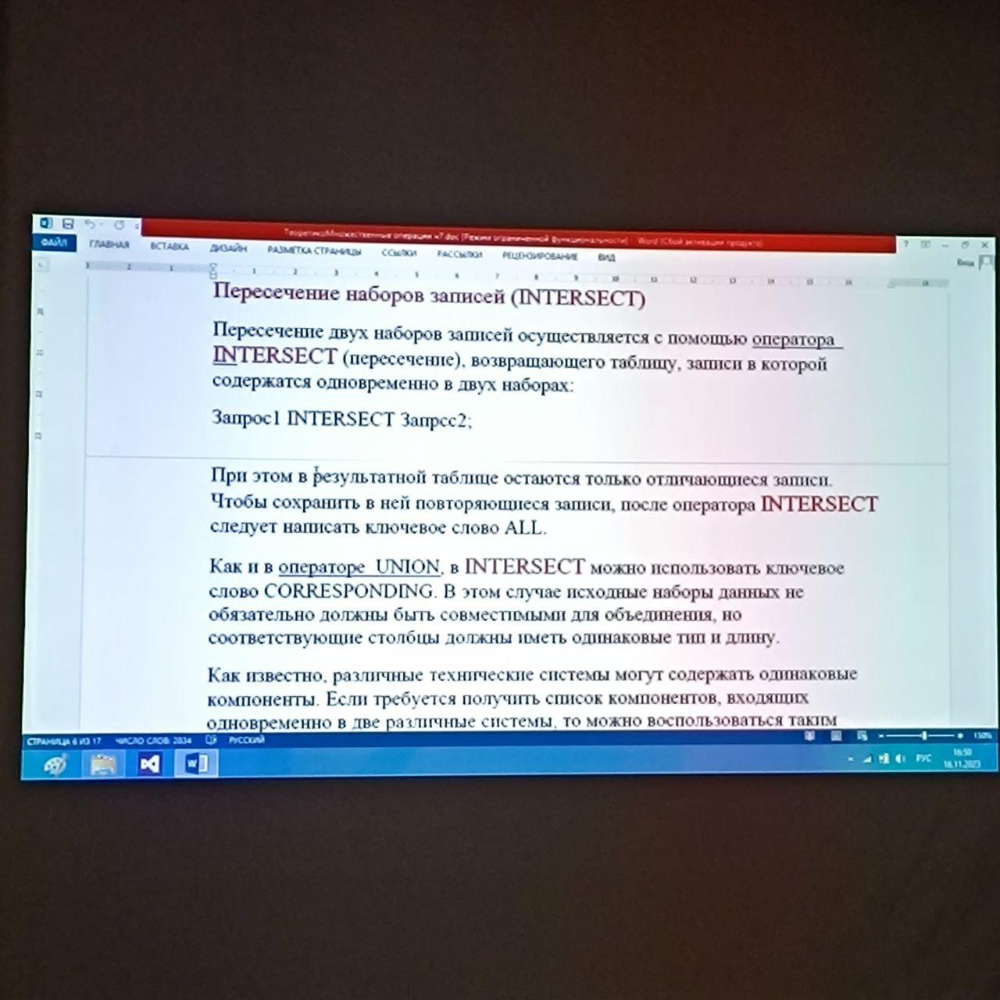 ТеоретикоМножественные операции v7.doc [Режим ограниченной функциональности] - Word (Сбой активации продукта)
ФАЙЛ ГЛАВНАЯ ВСТАВКА ДИЗАЙН РАЗМЕТКА СТРАНИЦЫ ССЫЛКИ РАССЫЛКИ РЕЦЕНЗИРОВАНИЕ ВИД Вход
Пересечение наборов записей (INTERSECT)
Пересечение двух наборов записей осуществляется с помощью оператора
INTERSECT (пересечение), возвращающего таблицу, записи в которой
содержатся одновременно в двух наборах:
Запрос1 INTERSECT Запрсс2;
При этом в результатной таблице остаются только отличающиеся записи.
Чтобы сохранить в ней повторяющиеся записи, после оператора INTERSECT
следует написать ключевое слово ALL.
Как и в операторе UNION, в INTERSECT можно использовать ключевое
слово CORRESPONDING. В этом случае исходные наборы данных не
обязательно должны быть совместимыми для объединения, но
соответствующие столбцы должны иметь одинаковые тип и длину.
Как известно, различные технические системы могут содержать одинаковые
компоненты. Если требуется получить список компонентов, входящих
одновременно в две различные системы, то можно воспользоваться таким
СТРАНИЦА 6 ИЗ 17 ЧИСЛО СЛОВ: 2834 РУССКИЙ 150%
РУС 16:50
16.11.2023